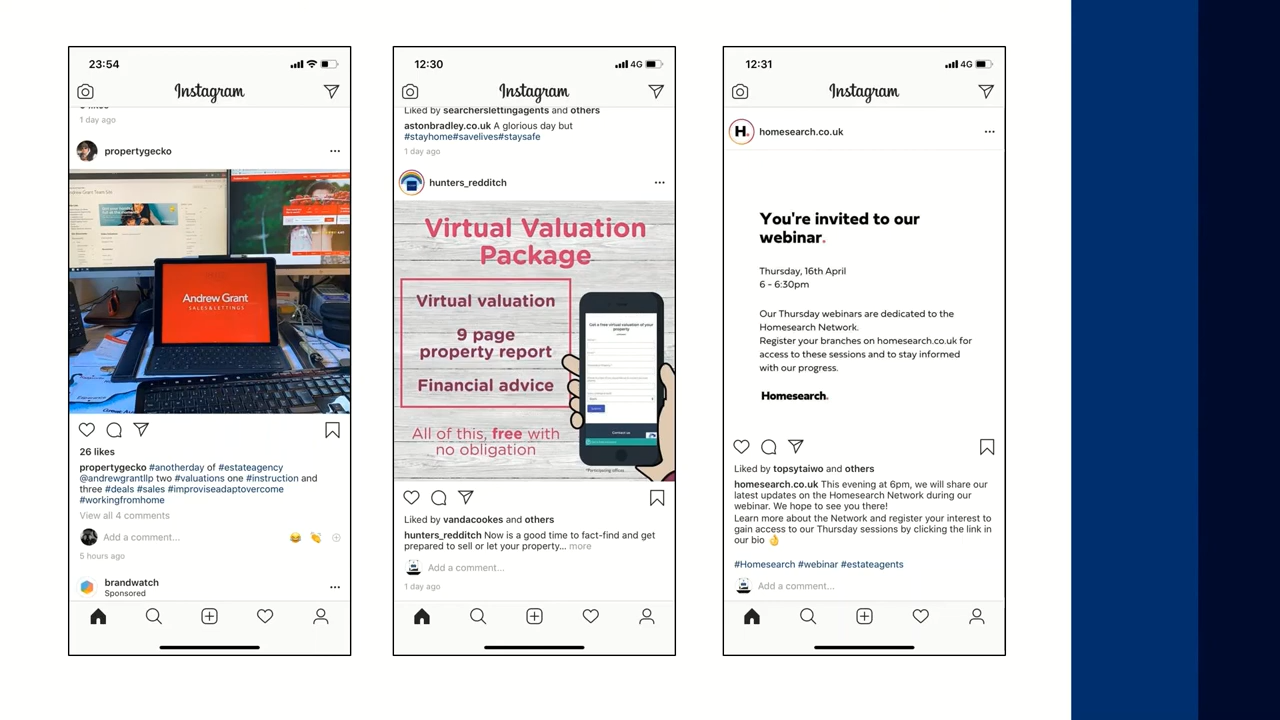 23:54
Instagram
1 day ago
propertygecko
Andrew Grant
SALES&LETTINGS
26 likes
propertygecko #anotherday of #estateagency
@andrewgrantllp two #valuations one #instruction and
three #deals #sales #improviseadaptovercome
#workingfromhome
View all 4 comments
Add a comment...
5 hours ago
brandwatch
Sponsored
12:30
4G
Instagram
Liked by searcherslettingagents and others
astonbradley.co.uk A glorious day but
#stayhome#savelives#staysafe
1 day ago
hunters_redditch
Virtual Valuation
Package
Virtual valuation
9 page
property report
Financial advice
All of this, free with
no obligation
Get a free virtual valuation of your
property
Contact us
*Participating offices
Liked by vandacookes and others
hunters_redditch Now is a good time to fact-find and get
prepared to sell or let your property... more
Add a comment...
1 day ago
12:31
4G
Instagram
H.
homesearch.co.uk
You're invited to our
webinar.
Thursday, 16th April
6 - 6:30pm
Our Thursday webinars are dedicated to the
Homesearch Network.
Register your branches on homesearch.co.uk for
access to these sessions and to stay informed
with our progress.
Homesearch.
Liked by topsytaiwo and others
homesearch.co.uk This evening at 6pm, we will share our
latest updates on the Homesearch Network during our
webinar. We hope to see you there!
Learn more about the Network and register your interest to
gain access to our Thursday sessions by clicking the link in
our bio 👌
#Homesearch #webinar #estateagents
Add a comment...